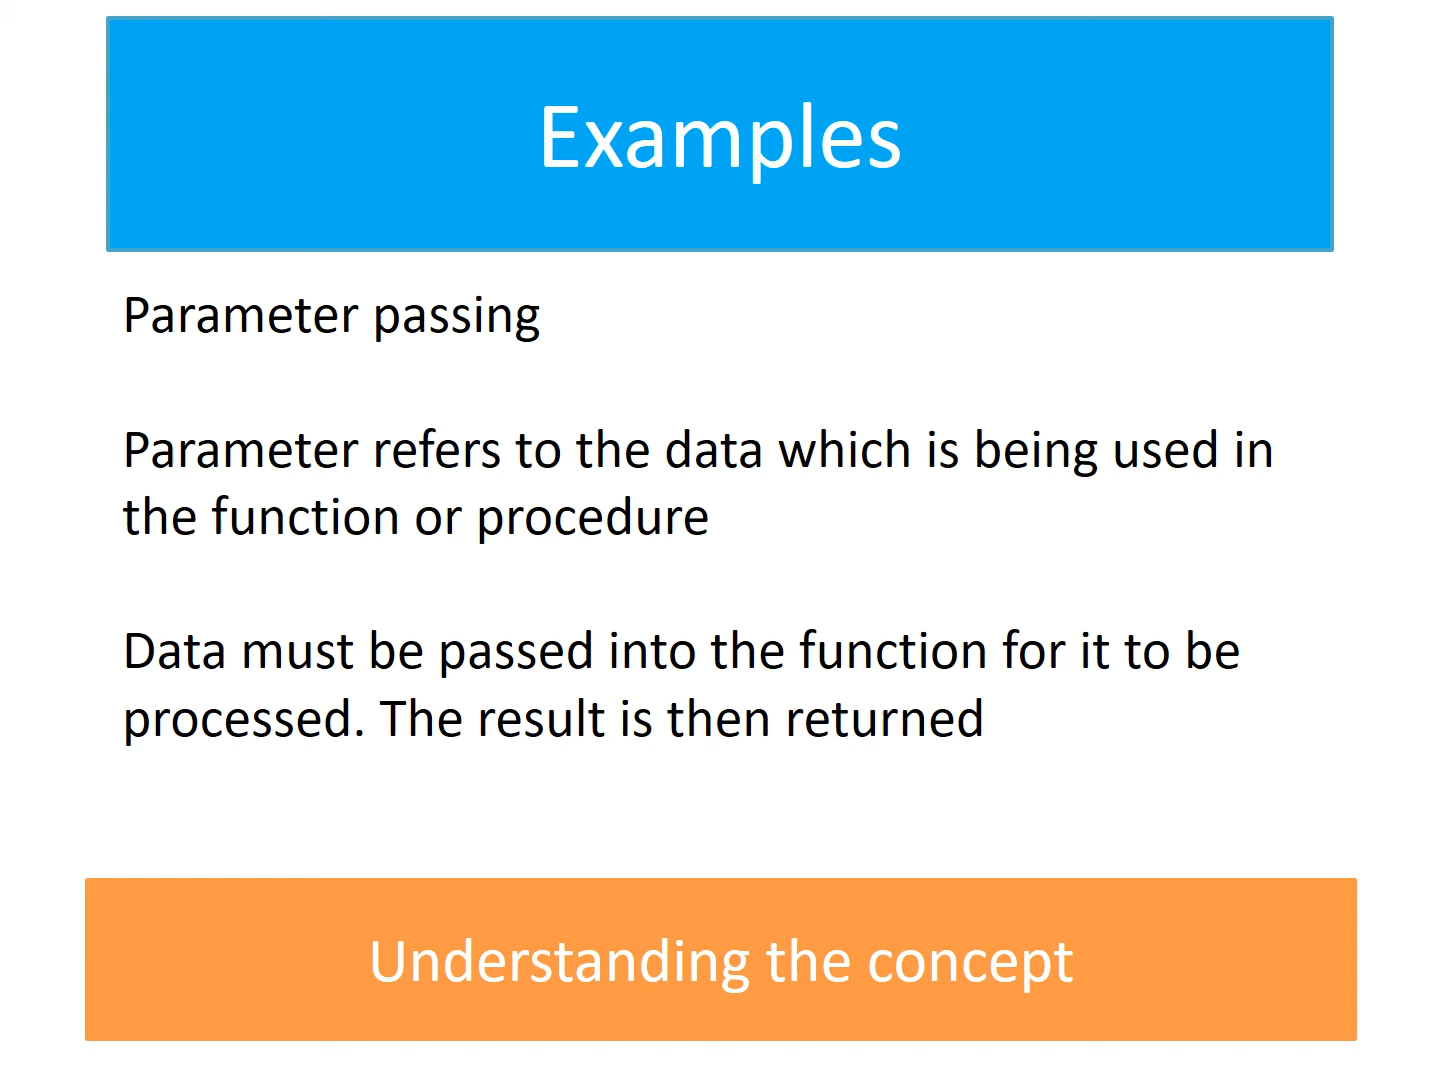 Examples
Parameter passing
Parameter refers to the data which is being used in
the function or procedure
Data must be passed into the function for it to be
processed. The result is then returned
Understanding the concept